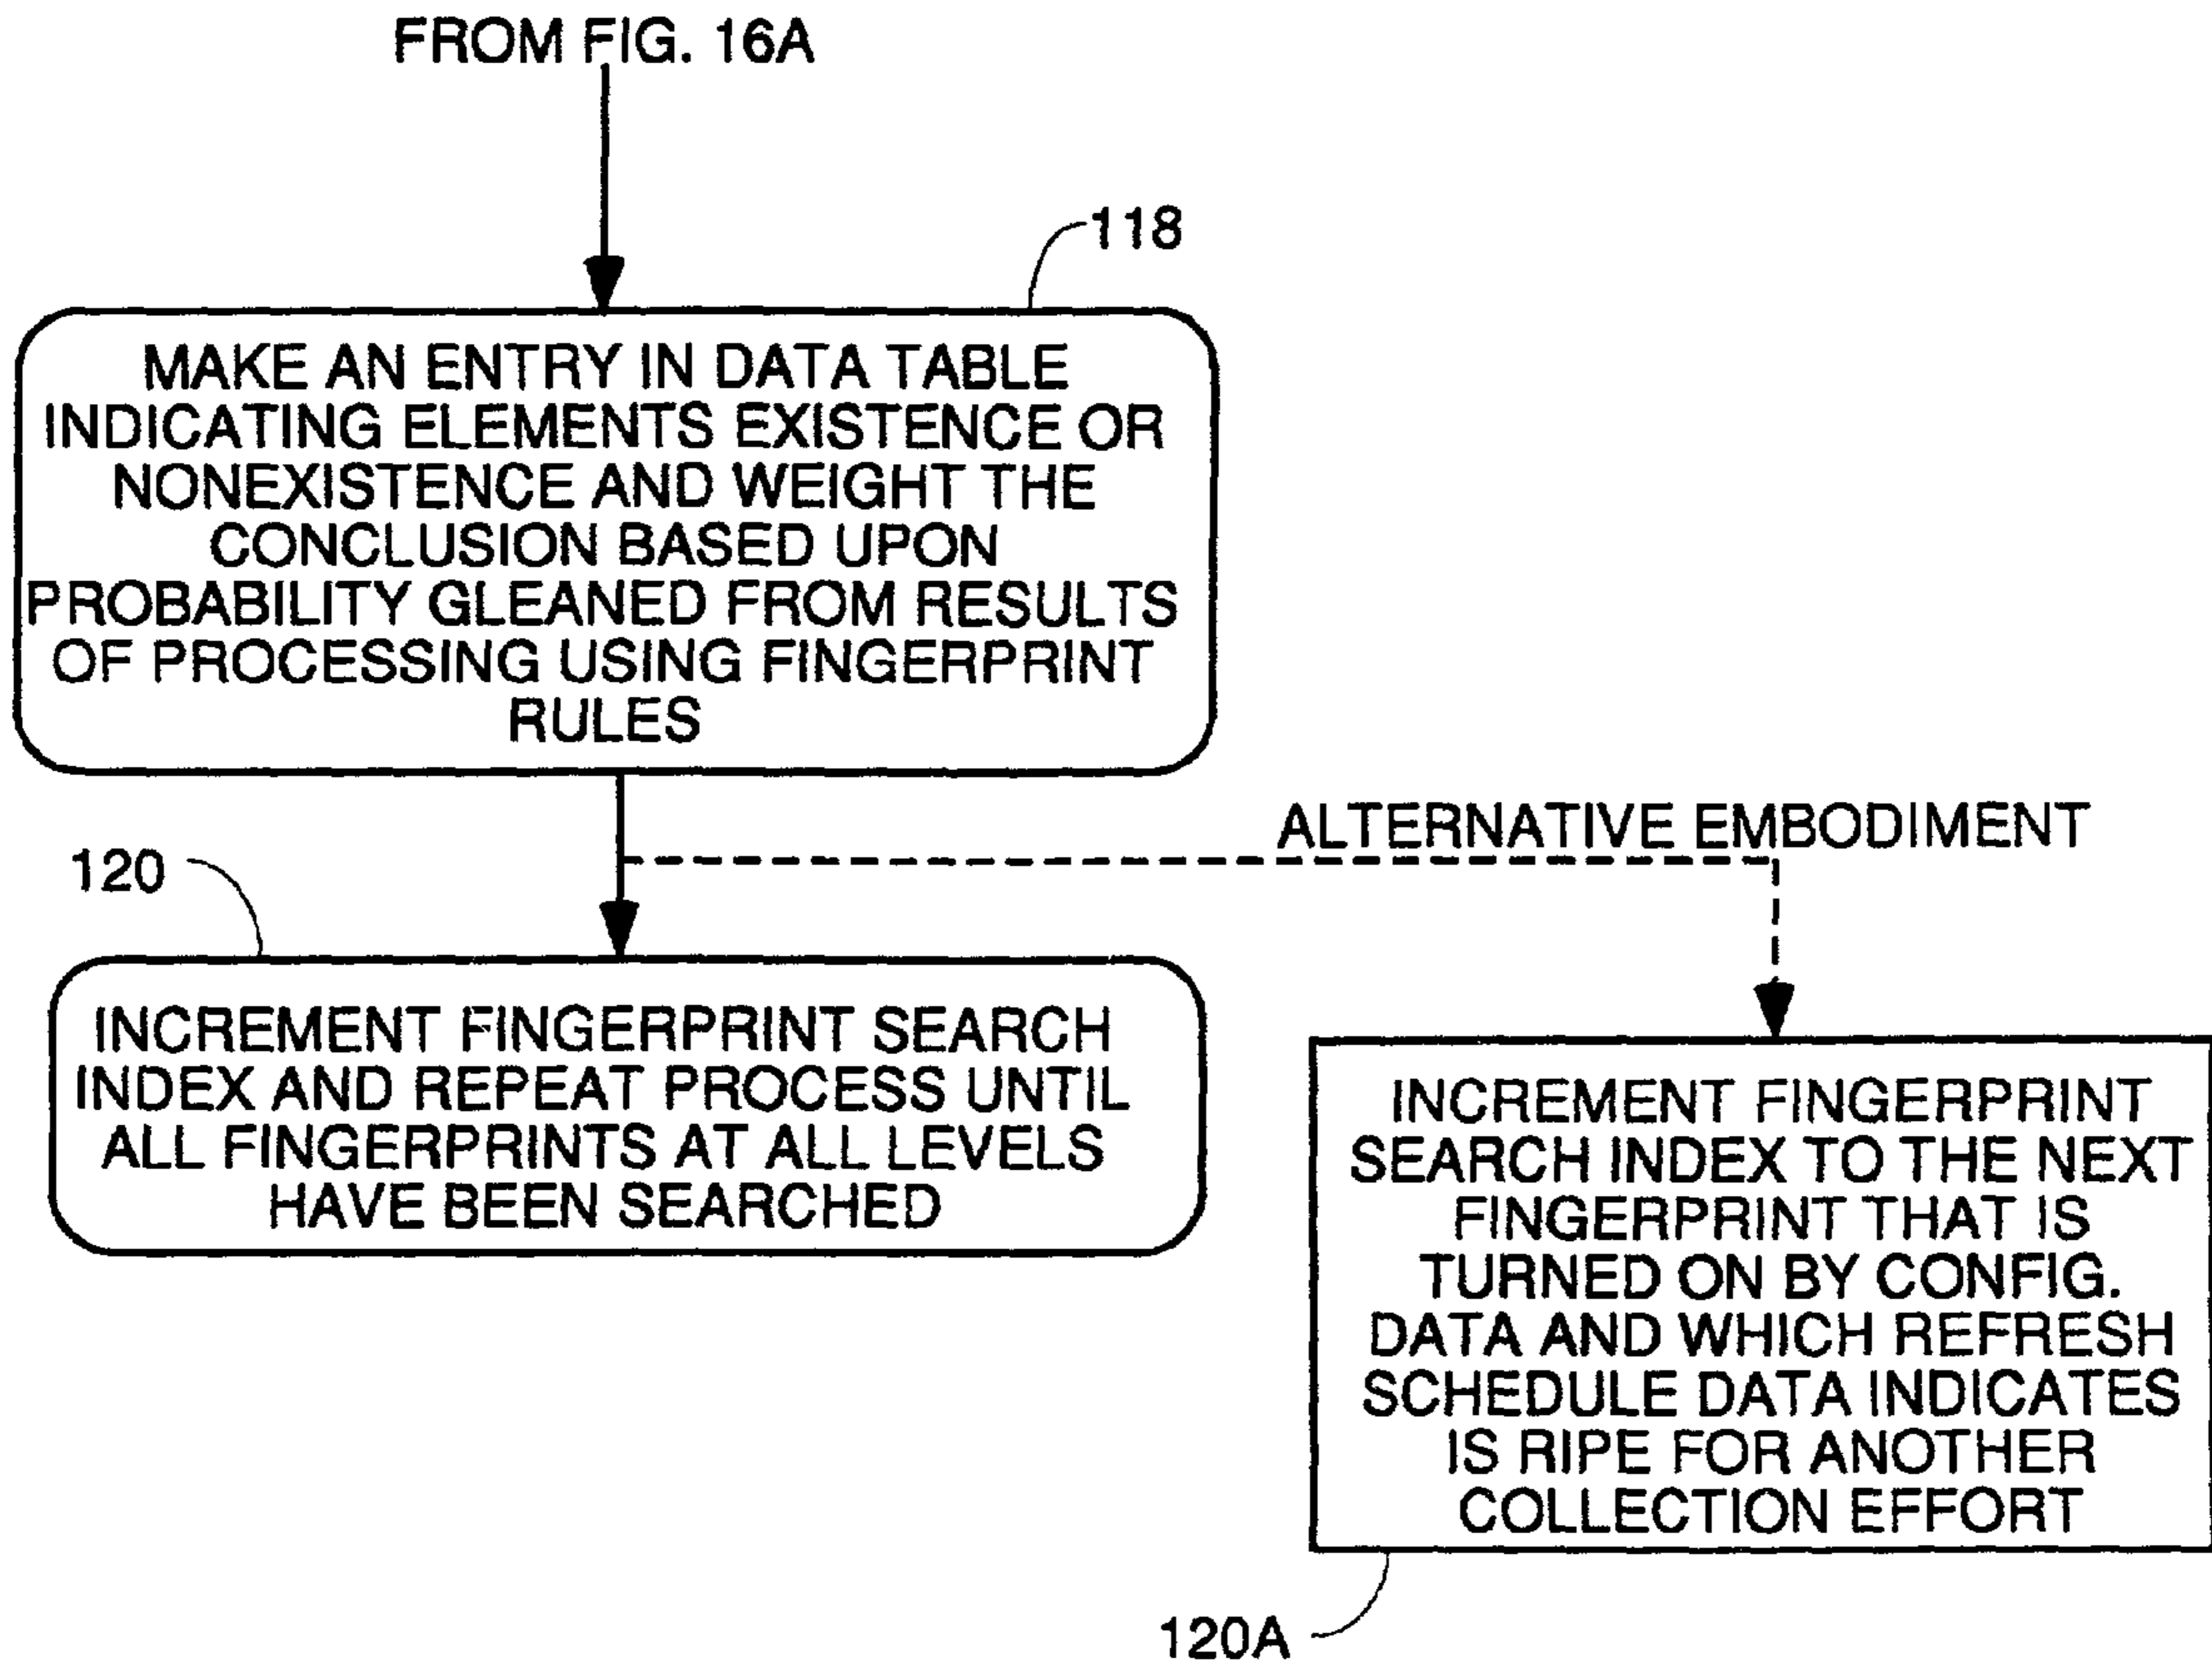 FROM FIG. 16A
118
MAKE AN ENTRY IN DATA TABLE
INDICATING ELEMENTS EXISTENCE OR
NONEXISTENCE AND WEIGHT THE
CONCLUSION BASED UPON
PROBABILITY GLEANED FROM RESULTS
OF PROCESSING USING FINGERPRINT
RULES
ALTERNATIVE EMBODIMENT
120
INCREMENT FINGERPRINT SEARCH
INDEX AND REPEAT PROCESS UNTIL
ALL FINGERPRINTS AT ALL LEVELS
HAVE BEEN SEARCHED
INCREMENT FINGERPRINT
SEARCH INDEX TO THE NEXT
FINGERPRINT THAT IS
TURNED ON BY CONFIG.
DATA AND WHICH REFRESH
SCHEDULE DATA INDICATES
IS RIPE FOR ANOTHER
COLLECTION EFFORT
120A